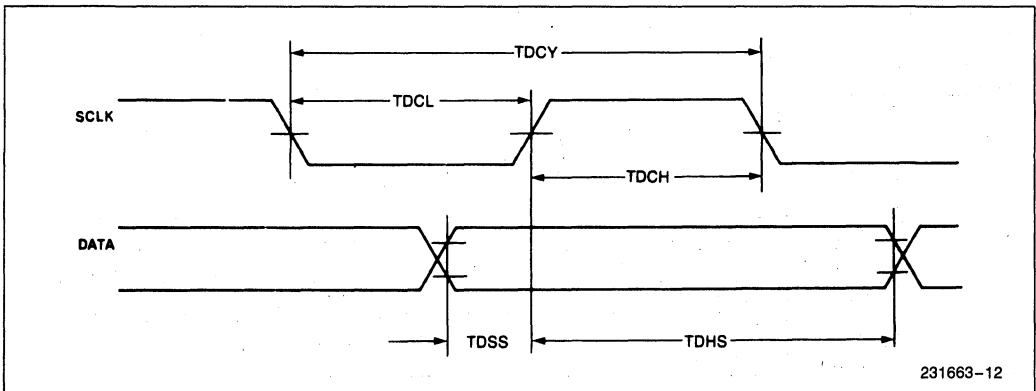 TDCY
TDCL
SCLK
TDCH
DATA
TDSS
TDHS
231663-12